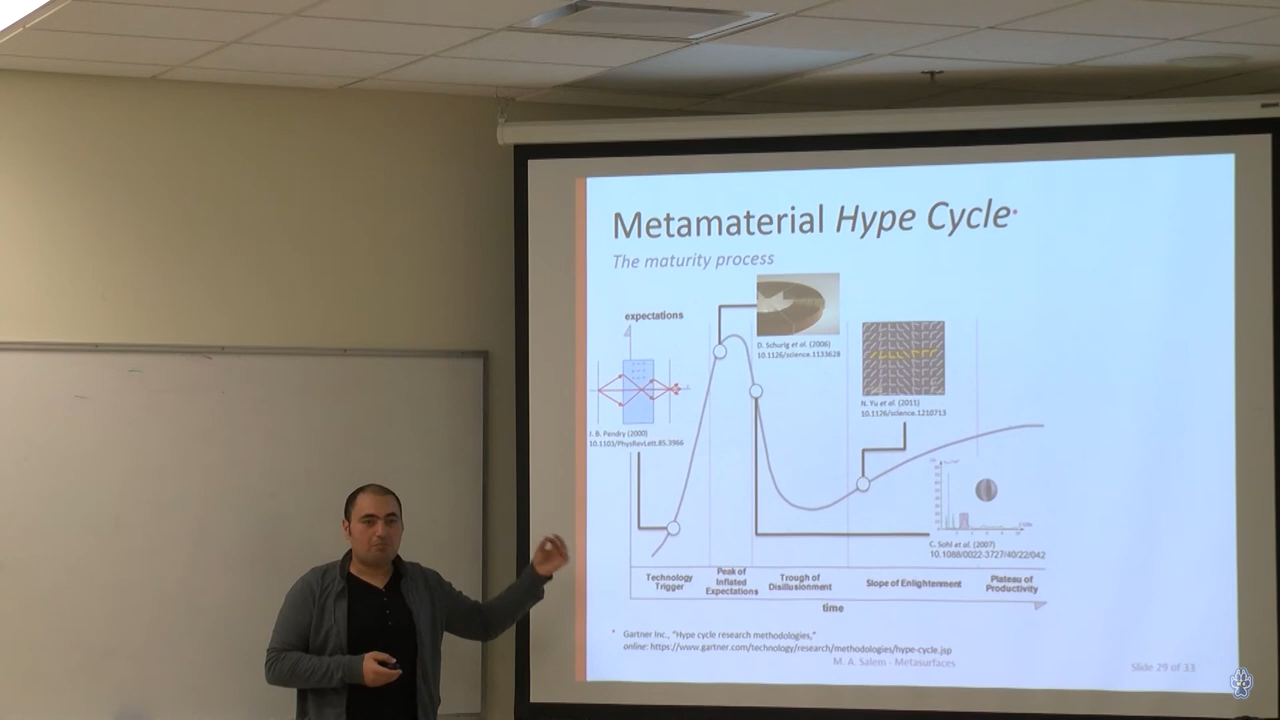 Metamaterial Hype Cycle*
The maturity process
expectations
D. Schurig et al. (2006)
10.1126/science.1133628
N. Yu et al. (2011)
10.1126/science.1210713
J. B. Pendry (2000)
10.1103/PhysRevLett.85.3966
C. Sohl et al. (2007)
10.1088/0022-3727/40/22/042
Technology
Trigger
Peak of
Inflated
Expectations
Trough of
Disillusionment
Slope of Enlightenment
Plateau of
Productivity
time
* Gartner Inc., "Hype cycle research methodologies,"
online: https://www.gartner.com/technology/research/methodologies/hype-cycle.jsp
M. A. Salem - Metasurfaces
Slide 29 of 33